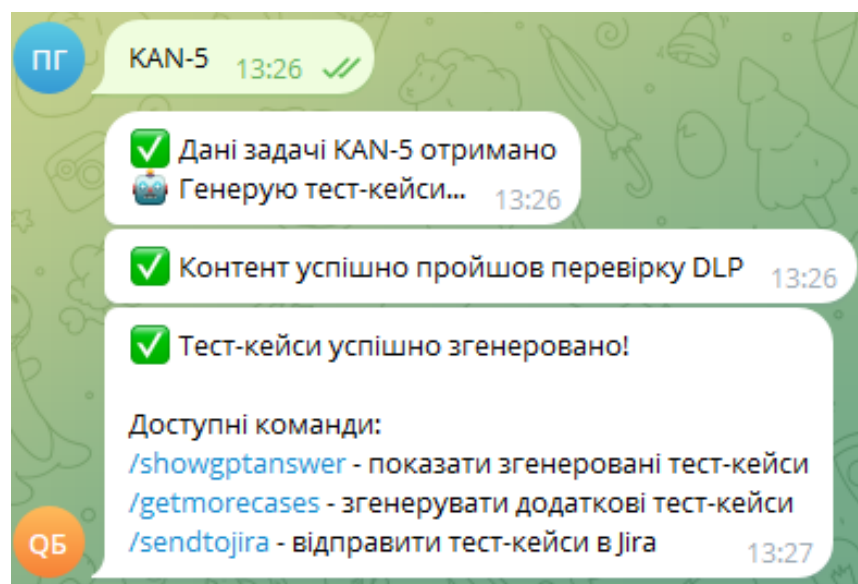 ПГ
KAN-5 13:26
✅ Дані задачі KAN-5 отримано
🤖 Генерую тест-кейси... 13:26
✅ Контент успішно пройшов перевірку DLP 13:26
✅ Тест-кейси успішно згенеровано!
Доступні команди:
/showgptanswer - показати згенеровані тест-кейси
/getmorecases - згенерувати додаткові тест-кейси
/sendtojira - відправити тест-кейси в Jira 13:27
QБ